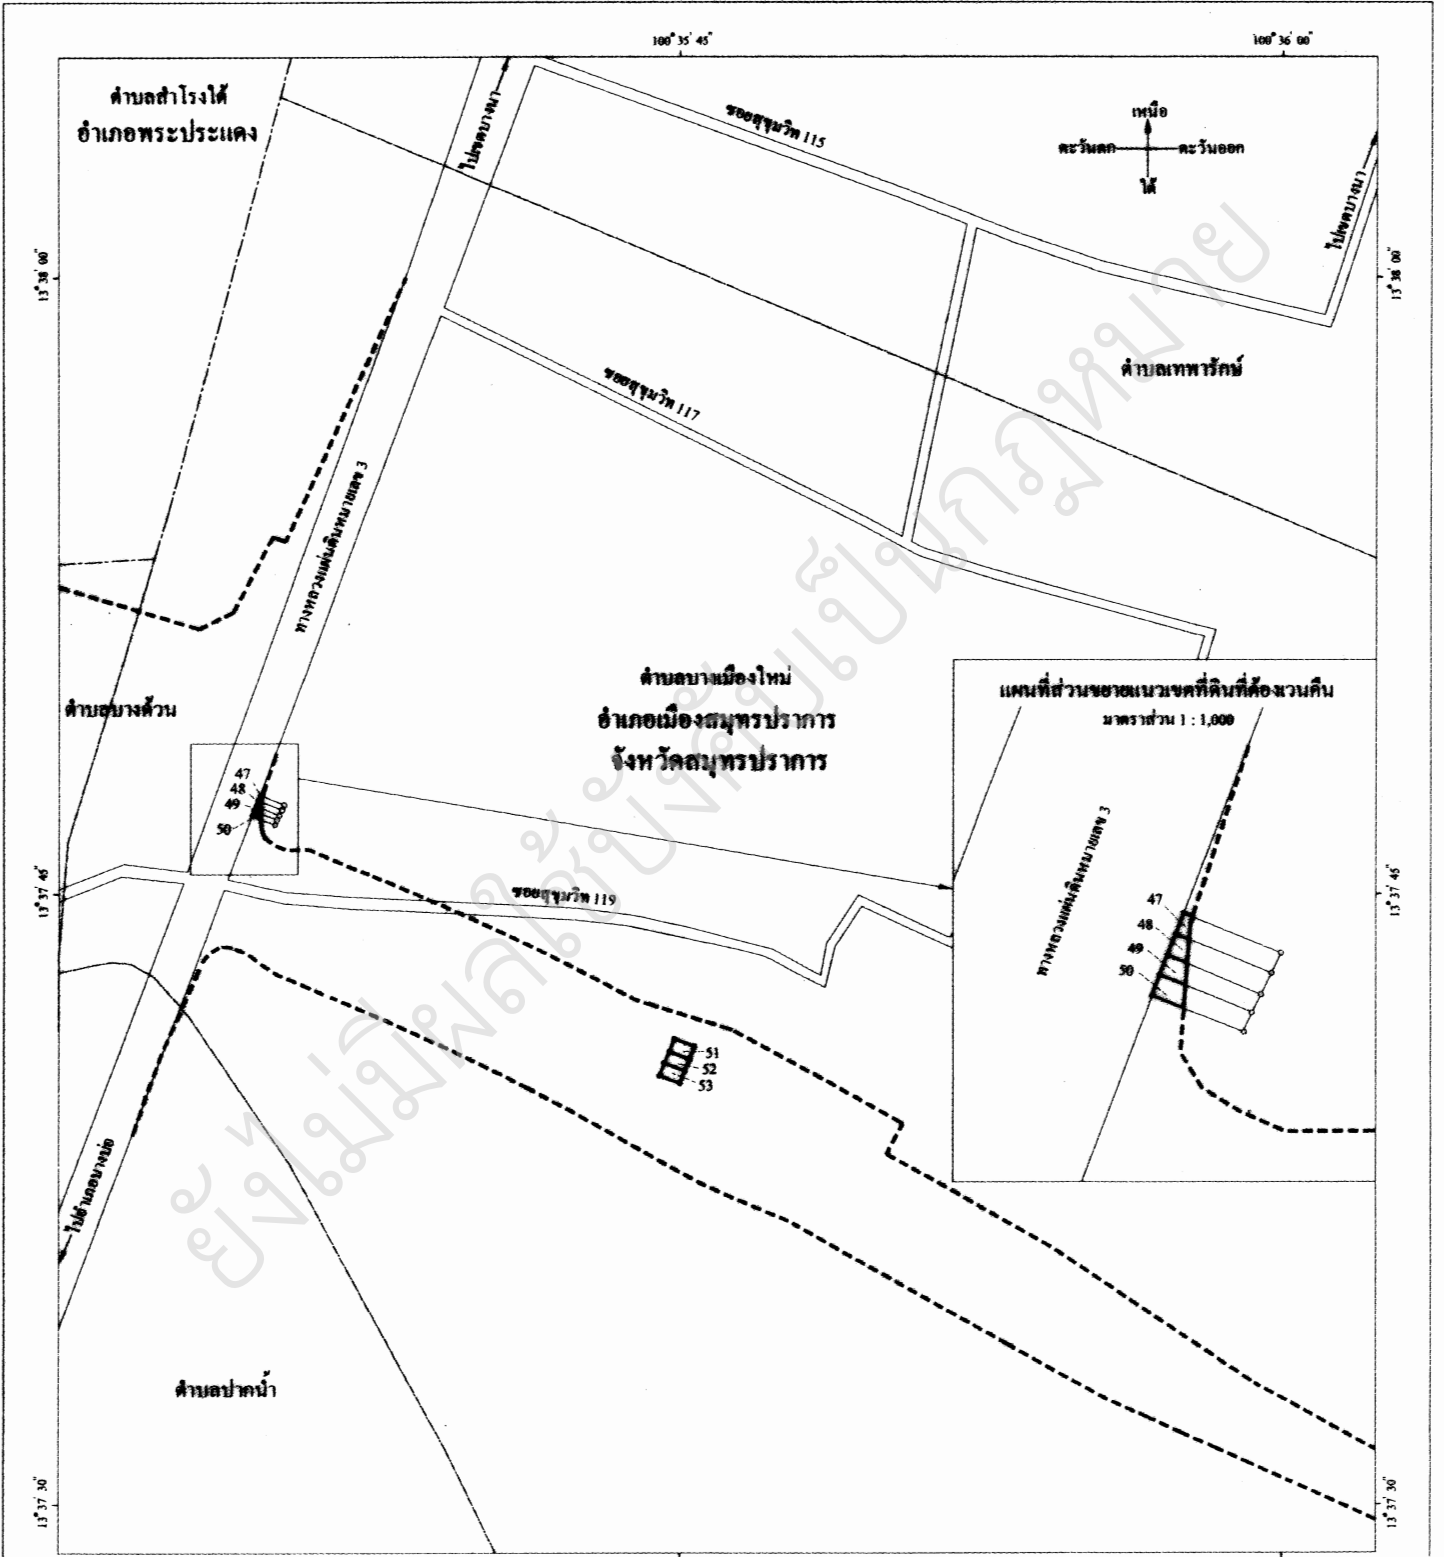 100° 35' 45"
100° 36' 00"
ตำบลสำโรงใต้
อำเภอพระประแดง
ไปเขตบางนา
ซอยสุขุมวิท 115
เหนือ
ตะวันตก
ตะวันออก
ใต้
ไปเขตบางนา
13° 38' 00"
13° 38' 00"
ตำบลเทพารักษ์
ซอยสุขุมวิท 117
ทางหลวงแผ่นดินหมายเลข 3
ตำบลบางเมืองใหม่
อำเภอเมืองสมุทรปราการ
จังหวัดสมุทรปราการ
ตำบลบางด้วน
แผนที่ส่วนขยายแนวเขตที่ดินที่ต้องเวนคืน
มาตราส่วน 1 : 1,000
47
48
49
50
ทางหลวงแผ่นดินหมายเลข 3
47
48
49
50
13° 37' 45"
13° 37' 45"
ซอยสุขุมวิท 119
51
52
53
ไปอำเภอบางบ่อ
ตำบลปากน้ำ
13° 37' 30"
13° 37' 30"
ยังไม่มีผลใช้บังคับเป็นกฎหมาย